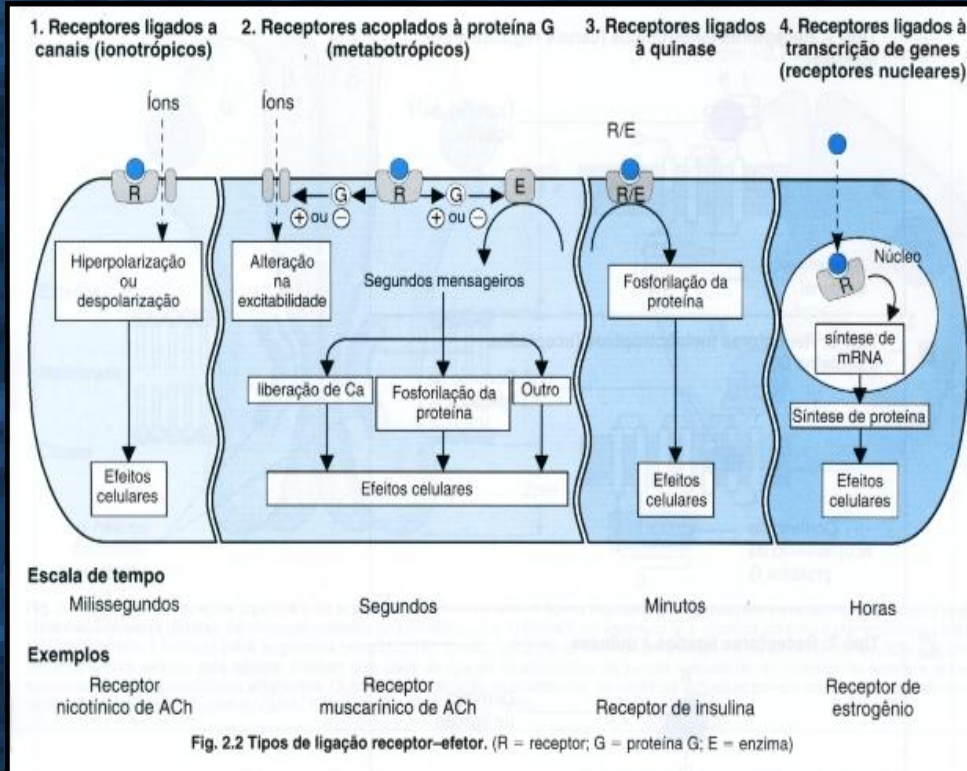 1. Receptores ligados a
canais (ionotrópicos)
2. Receptores acoplados à proteína G
(metabotrópicos)
3. Receptores ligados
à quinase
4. Receptores ligados à
transcrição de genes
(receptores nucleares)
Íons
R
Hiperpolarização
ou
despolarização
Efeitos
celulares
Íons
G
R
G
E
+ ou −
+ ou −
Alteração
na
excitabilidade
Segundos mensageiros
liberação de Ca
Fosforilação da
proteína
Outro
Efeitos celulares
R/E
R/E
Fosforilação da
proteína
Efeitos
celulares
Núcleo
R
síntese de
mRNA
Síntese de proteína
Efeitos
celulares
Escala de tempo
Milissegundos
Segundos
Minutos
Horas
Exemplos
Receptor
nicotínico de ACh
Receptor
muscarínico de ACh
Receptor de insulina
Receptor de
estrogênio
Fig. 2.2 Tipos de ligação receptor–efetor. (R = receptor; G = proteína G; E = enzima)